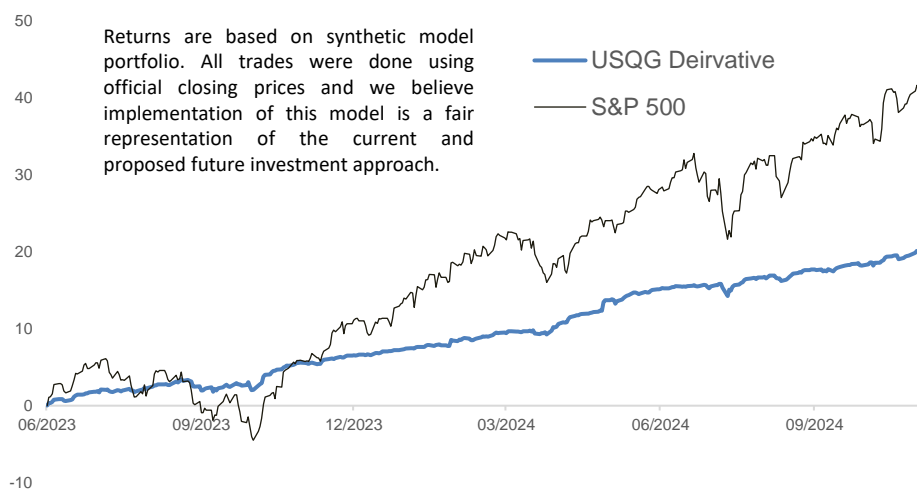 50
Returns are based on synthetic model
portfolio. All trades were done using
official closing prices and we believe
implementation of this model is a fair
representation of the current and
proposed future investment approach.
USQG Deirvative
S&P 500
40
30
20
10
0
06/2023
09/2023
12/2023
03/2024
06/2024
09/2024
-10